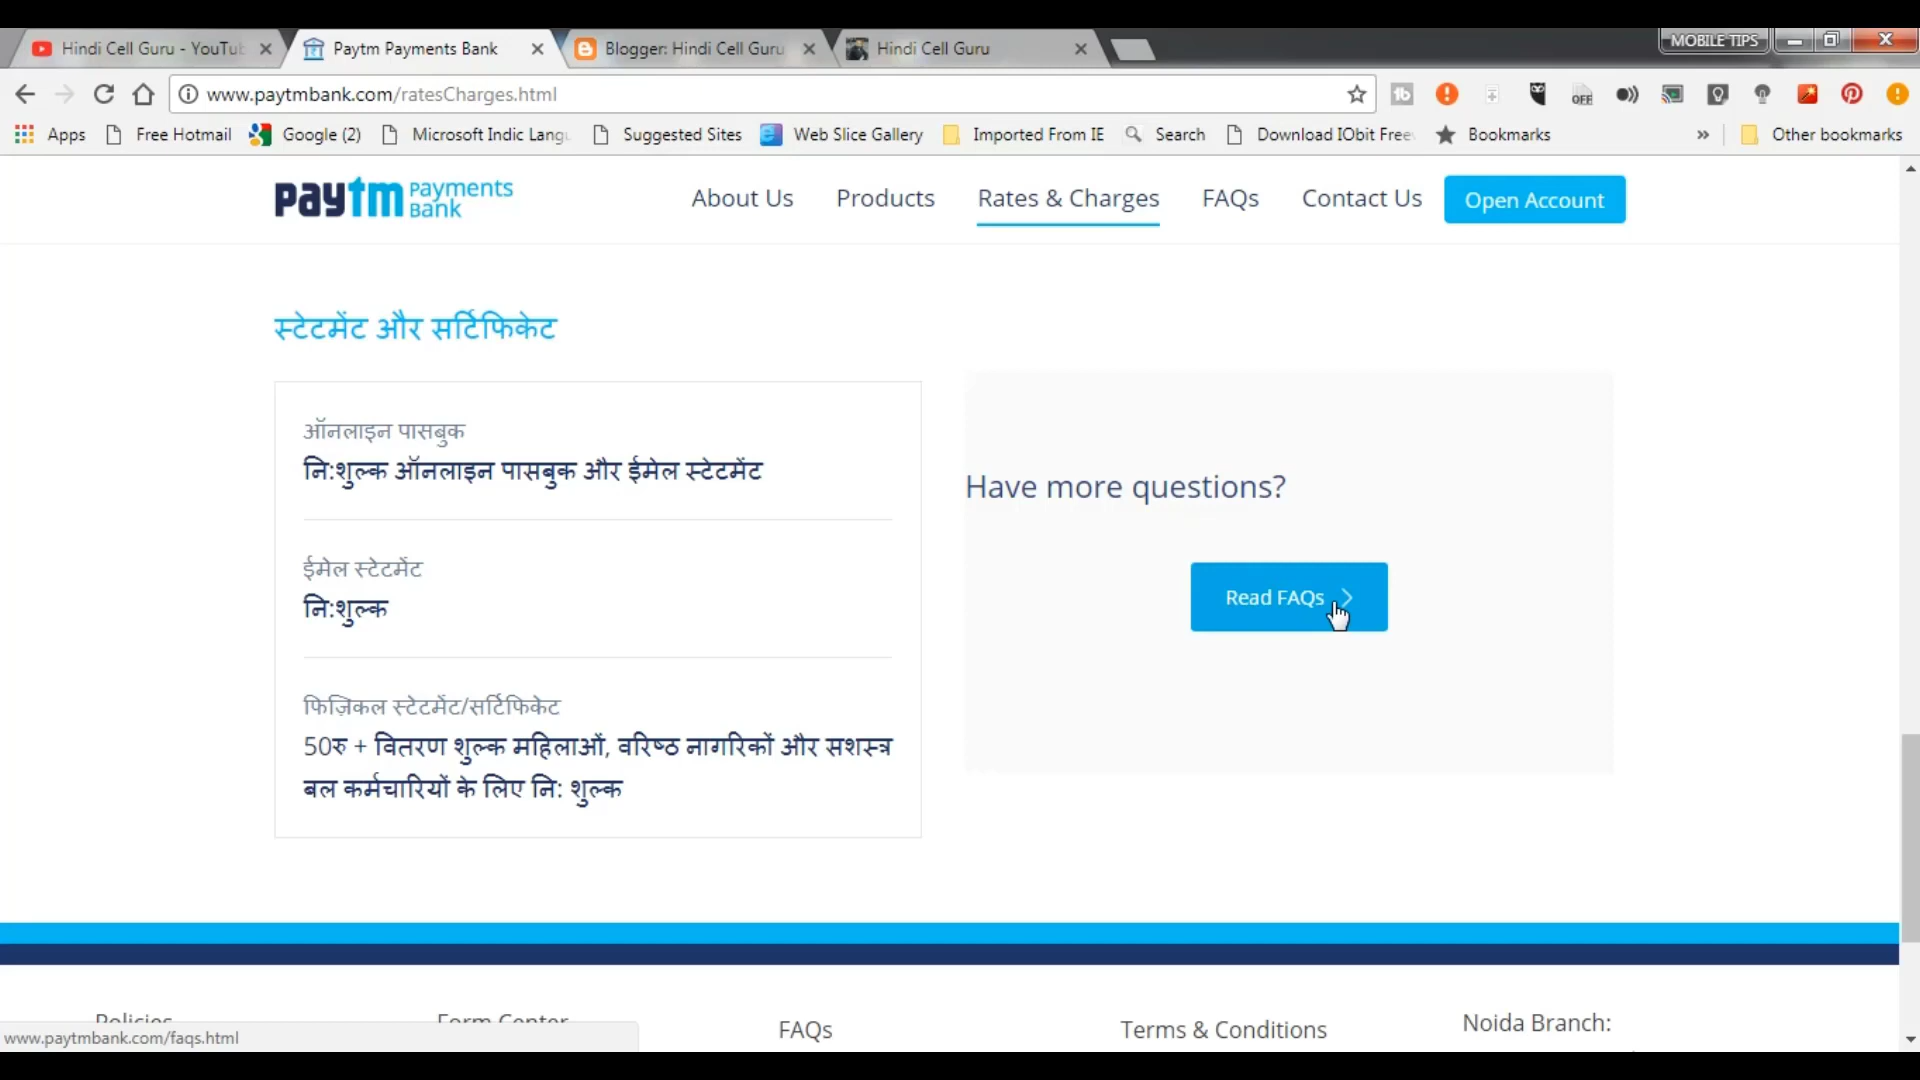 Hindi Cell Guru - YouTub
Paytm Payments Bank
Blogger: Hindi Cell Guru
Hindi Cell Guru
MOBILE TIPS
www.paytmbank.com/ratesCharges.html
Apps
Free Hotmail
Google (2)
Microsoft Indic Langu
Suggested Sites
Web Slice Gallery
Imported From IE
Search
Download IObit Free
Bookmarks
Other bookmarks
paytm Payments Bank
About Us
Products
Rates & Charges
FAQs
Contact Us
Open Account
स्टेटमेंट और सर्टिफिकेट
ऑनलाइन पासबुक
नि:शुल्क ऑनलाइन पासबुक और ईमेल स्टेटमेंट
ईमेल स्टेटमेंट
नि:शुल्क
फिज़िकल स्टेटमेंट/सर्टिफिकेट
50रु + वितरण शुल्क महिलाओं, वरिष्ठ नागरिकों और सशस्त्र
बल कर्मचारियों के लिए नि: शुल्क
Have more questions?
Read FAQs
Policies
Form Center
FAQs
Terms & Conditions
Noida Branch:
www.paytmbank.com/faqs.html